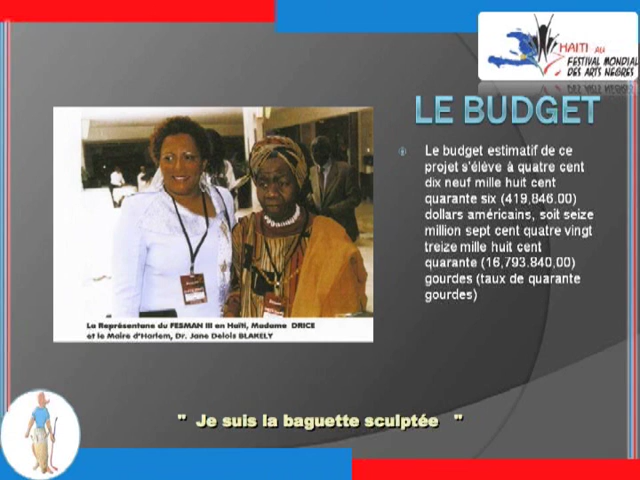 HAITI AU
FESTIVAL MONDIAL
DES ARTS NEGRES
LE BUDGET
Le budget estimatif de ce
projet s'élève à quatre cent
dix neuf mille huit cent
quarante six (419,846.00)
dollars américains, soit seize
million sept cent quatre vingt
treize mille huit cent
quarante (16,793.840,00)
gourdes (taux de quarante
gourdes)
La Représentane du FESMAN III en Haïti, Madame DRICE
et le Maire d'Harlem, Dr. Jane Delois BLAKELY
" Je suis la baguette sculptée "